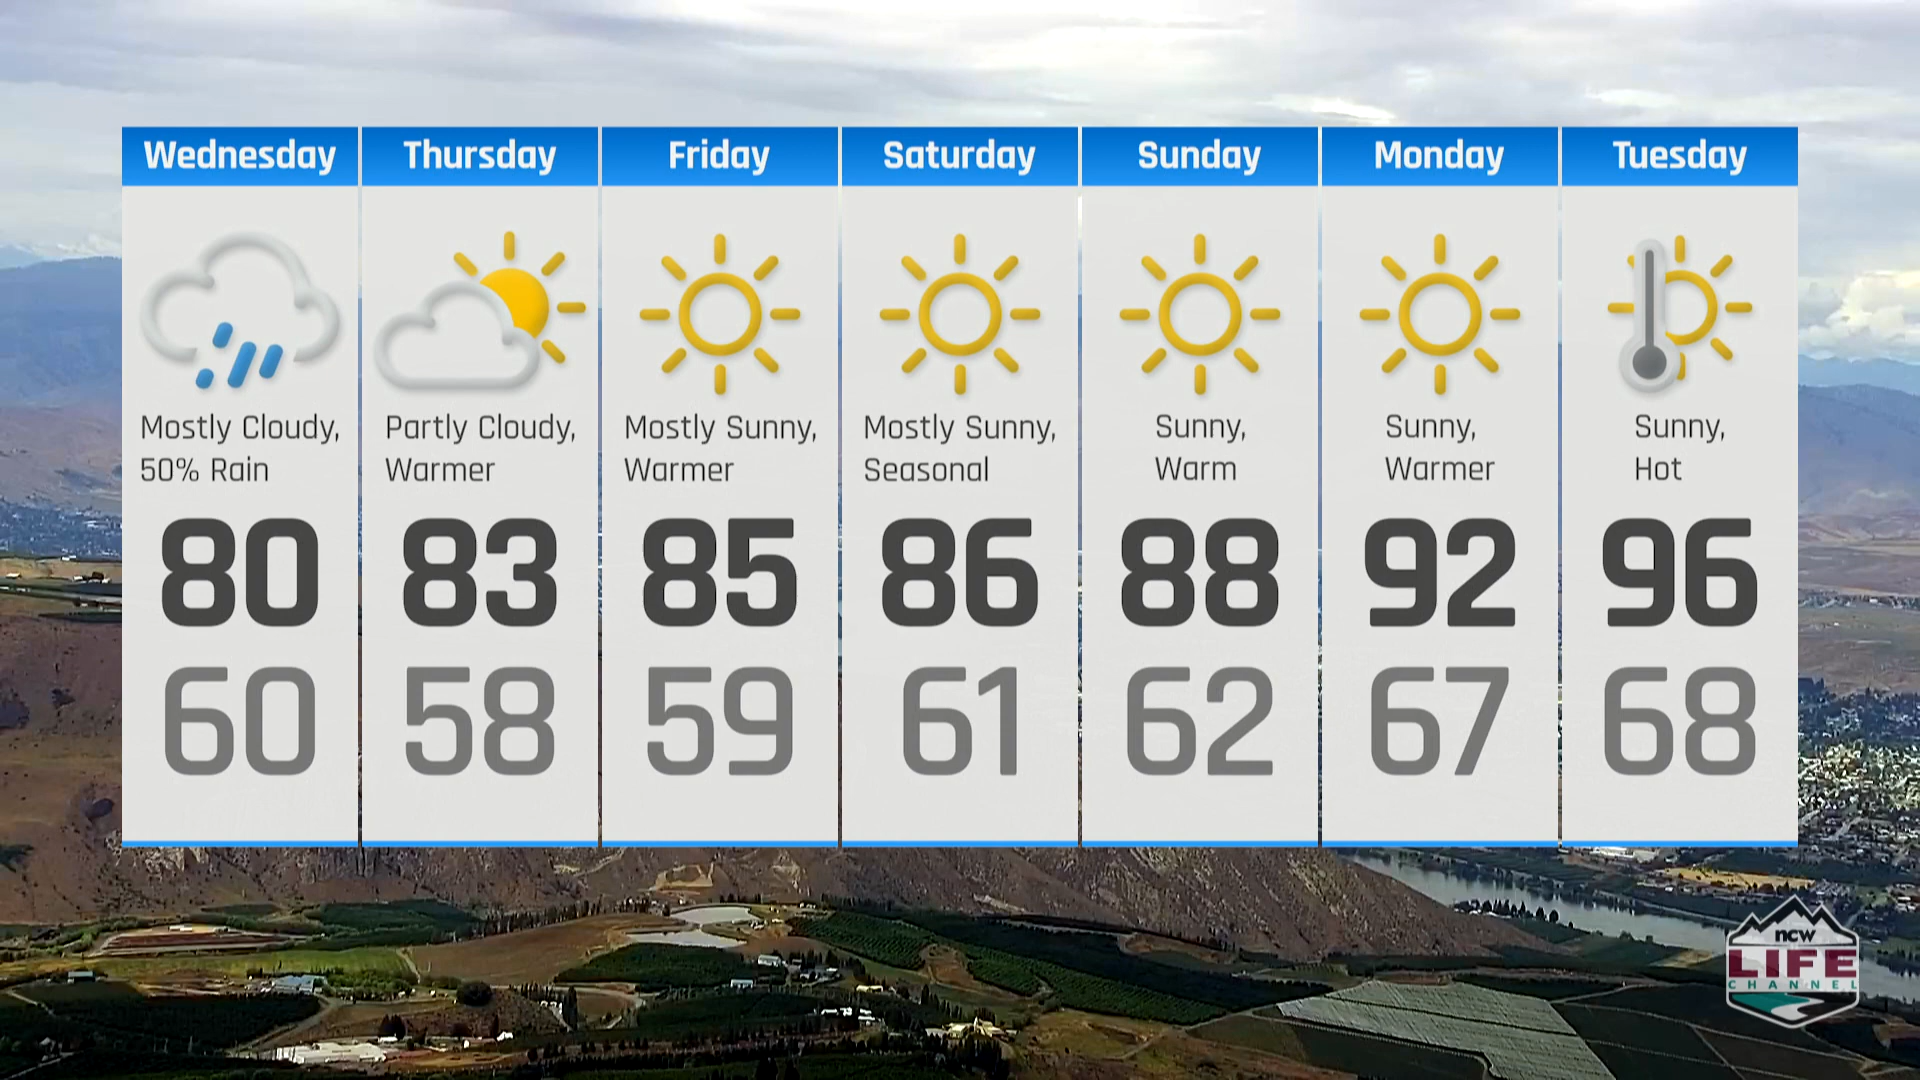 Wednesday
Mostly Cloudy,
50% Rain
80
60
Thursday
Partly Cloudy,
Warmer
83
58
Friday
Mostly Sunny,
Warmer
85
59
Saturday
Mostly Sunny,
Seasonal
86
61
Sunday
Sunny,
Warm
88
62
Monday
Sunny,
Warmer
92
67
Tuesday
Sunny,
Hot
96
68
ncw
LIFE
CHANNEL